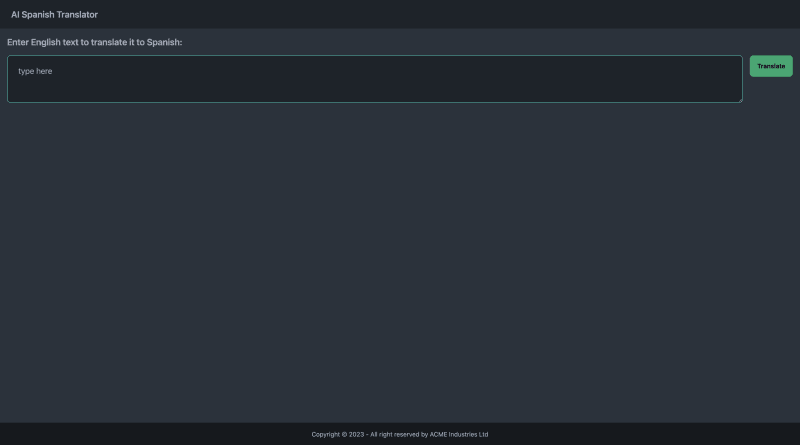 AI Spanish Translator
Enter English text to translate it to Spanish:
type here
Translate
Copyright © 2023 - All right reserved by ACME Industries Ltd